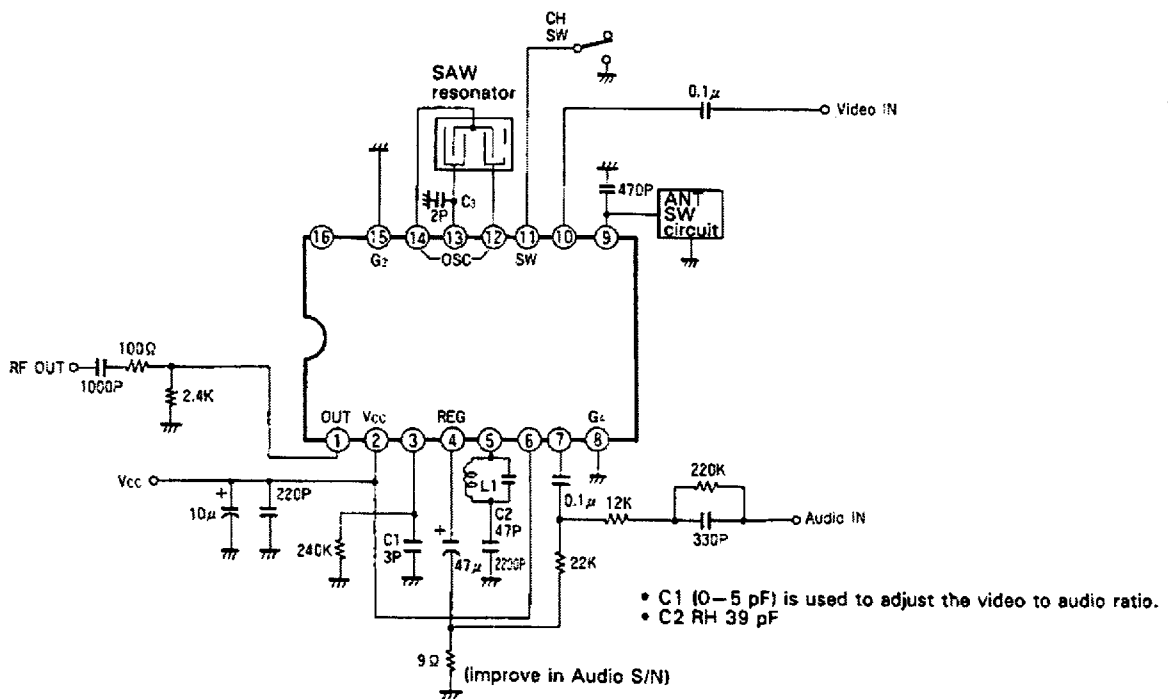 CH
SW
SAW
resonator
0.1μ
Video IN
470P
ANT
SW
circuit
2P
C3
16
15
14
13
12
11
10
9
G2
OSC
SW
RF OUT
1000P
100Ω
2.4K
OUT
Vcc
REG
G4
1
2
3
4
5
6
7
8
Vcc
+
10μ
220P
240K
C1
3P
+
47μ
L1
C2
47P
2200P
0.1μ
12K
220K
330P
Audio IN
22K
9Ω
(improve in Audio S/N)
• C1 (0–5 pF) is used to adjust the video to audio ratio.
• C2 RH 39 pF